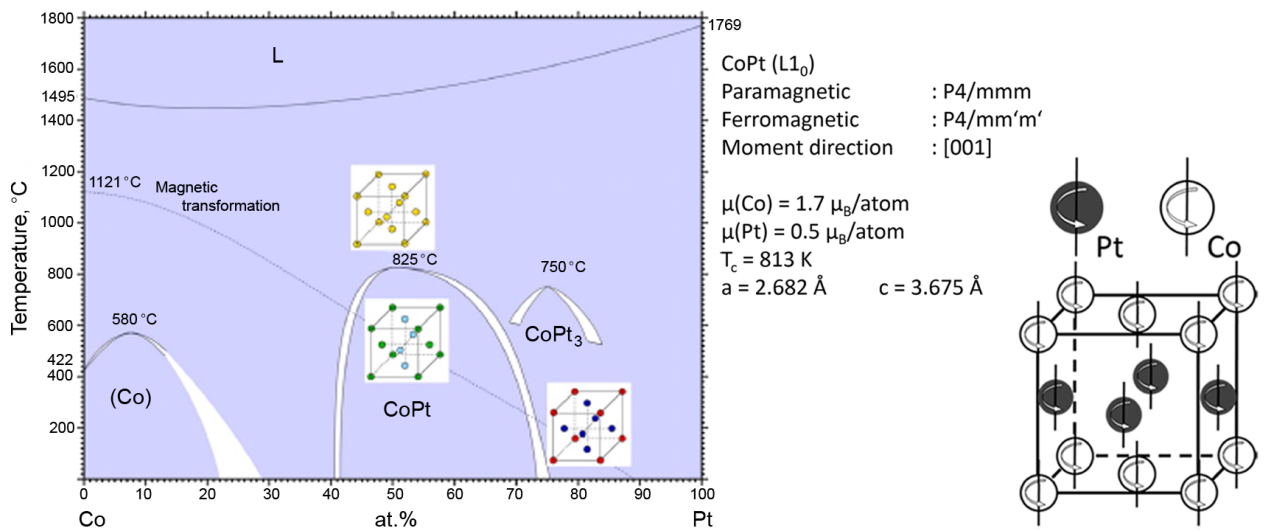 1800
1600
1495
1400
1200
1000
800
600
422
400
200
Temperature, °C
L
1769
1121 °C
Magnetic
transformation
825 °C
750 °C
580 °C
CoPt₃
(Co)
CoPt
0 10 20 30 40 50 60 70 80 90 100
Co at.% Pt
CoPt (L1₀)
Paramagnetic : P4/mmm
Ferromagnetic : P4/mm‘m‘
Moment direction : [001]
μ(Co) = 1.7 μB/atom
μ(Pt) = 0.5 μB/atom
Tc = 813 K
a = 2.682 Å c = 3.675 Å
Pt Co